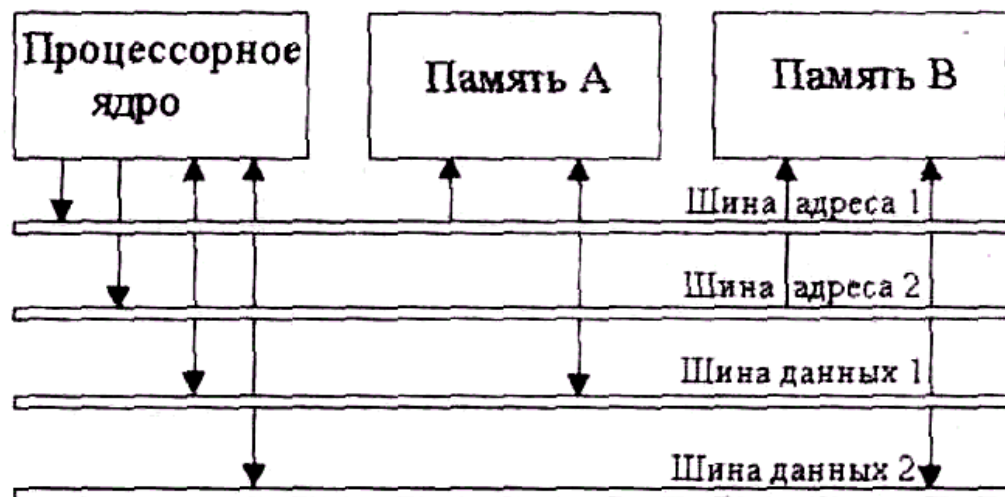 Процессорное
ядро
Память А
Память В
Шина адреса 1
Шина адреса 2
Шина данных 1
Шина данных 2